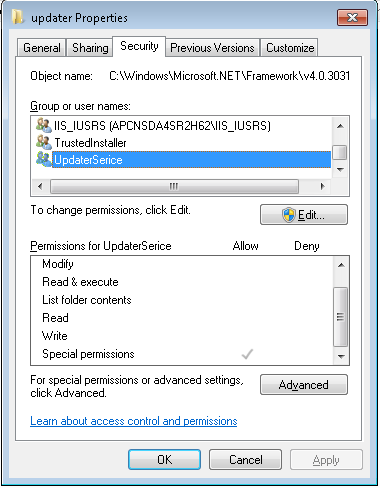 updater Properties
General Sharing Security Previous Versions Customize
Object name: C:\Windows\Microsoft.NET\Framework\v4.0.3031
Group or user names:
IIS_IUSRS (APCNSDA4SR2H62\IIS_IUSRS)
TrustedInstaller
UpdaterSerice
To change permissions, click Edit.
Edit...
Permissions for UpdaterSerice Allow Deny
Modify
Read & execute
List folder contents
Read
Write
Special permissions
For special permissions or advanced settings,
click Advanced.
Advanced
Learn about access control and permissions
OK Cancel Apply